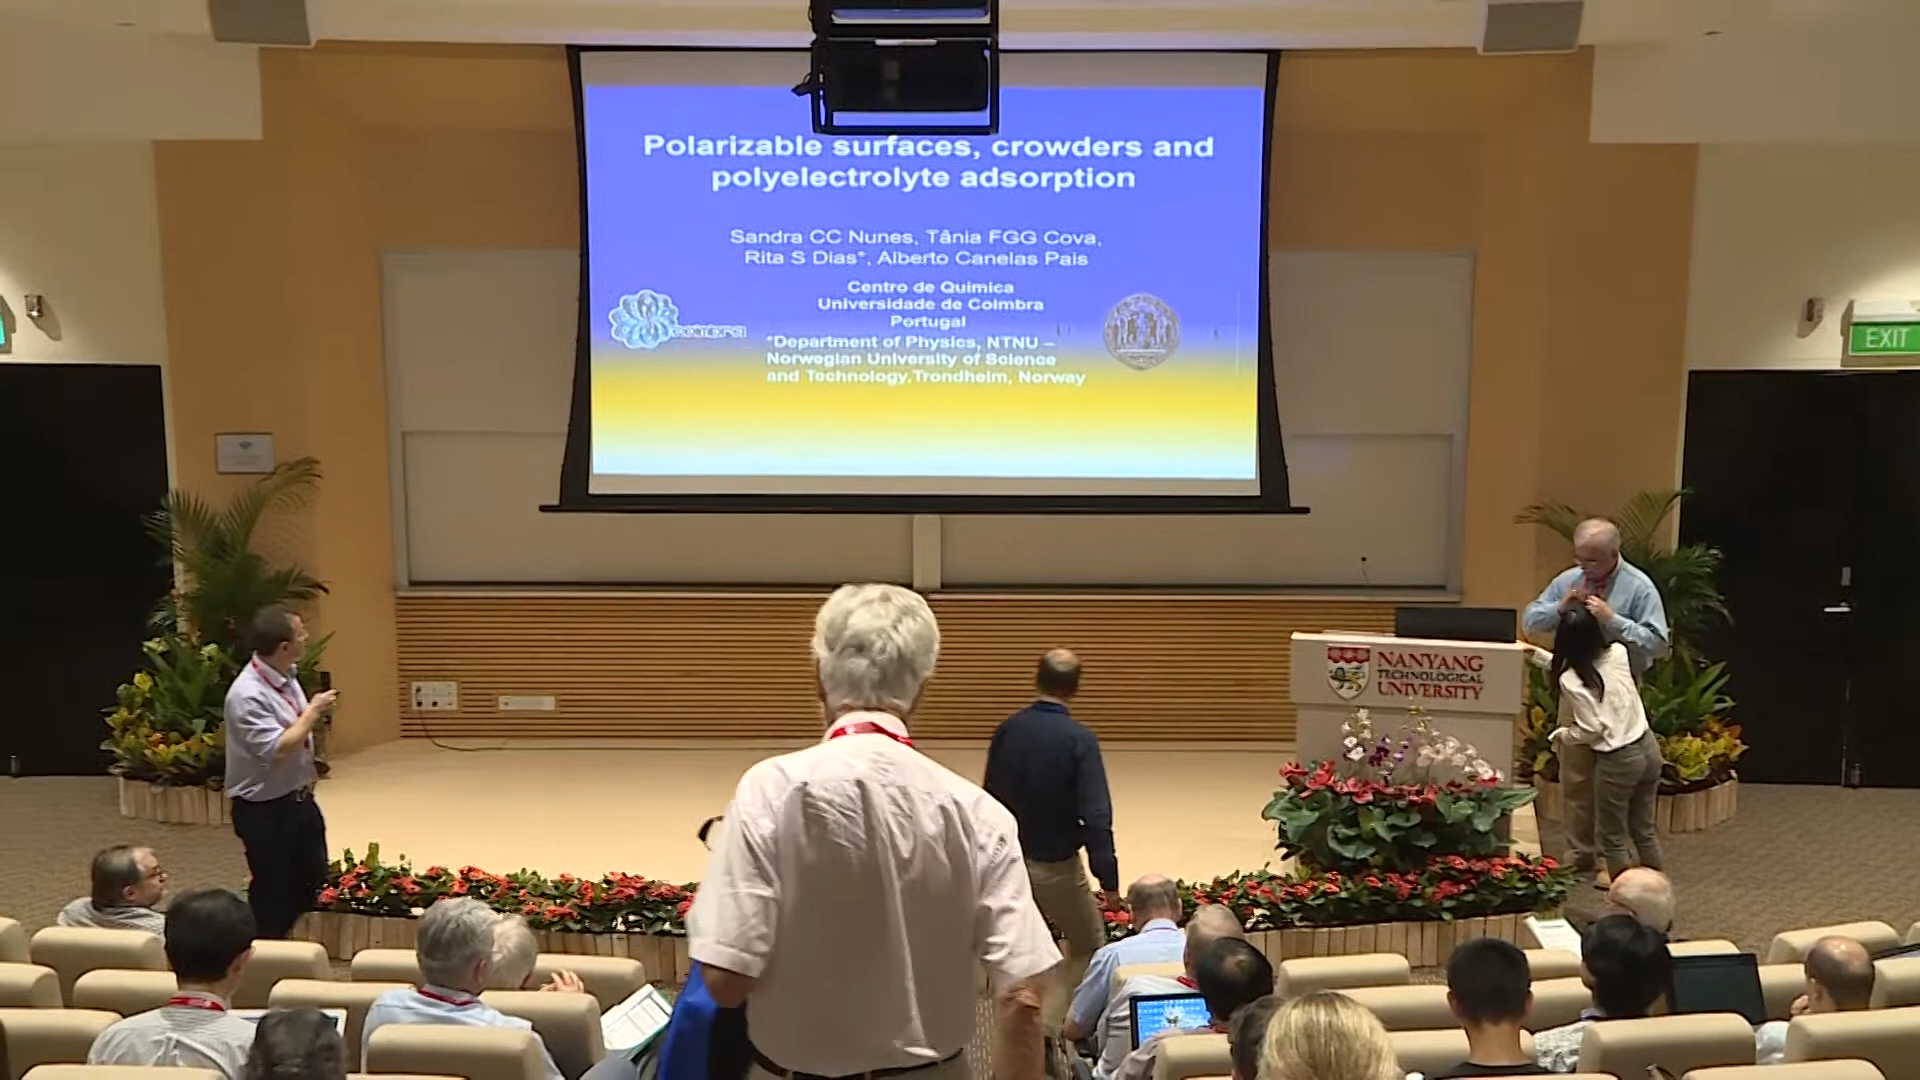 Polarizable surfaces, crowders and
polyelectrolyte adsorption
Sandra CC Nunes, Tânia FGG Cova,
Rita S Dias*, Alberto Canelas Pais
Centro de Química
Universidade de Coimbra
Portugal
*Department of Physics, NTNU –
Norwegian University of Science
and Technology,Trondheim, Norway
coimbra
EXIT
NANYANG
TECHNOLOGICAL
UNIVERSITY